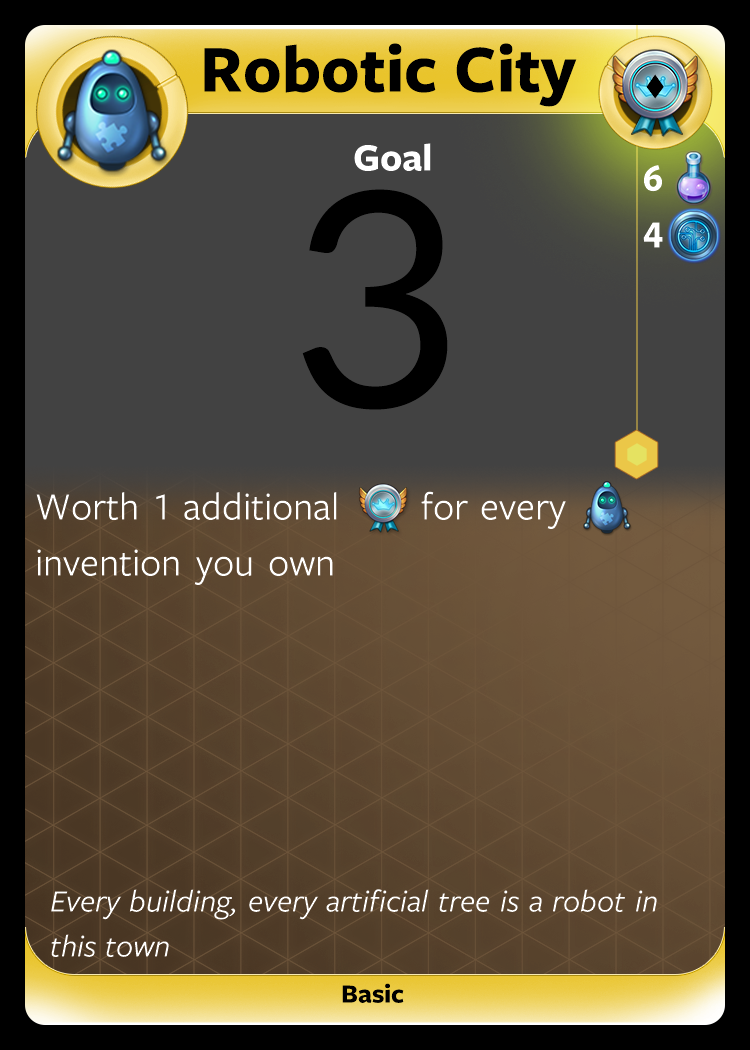 Robotic City
Goal
3
6
4
Worth 1 additional for every
invention you own
Every building, every artificial tree is a robot in
this town
Basic